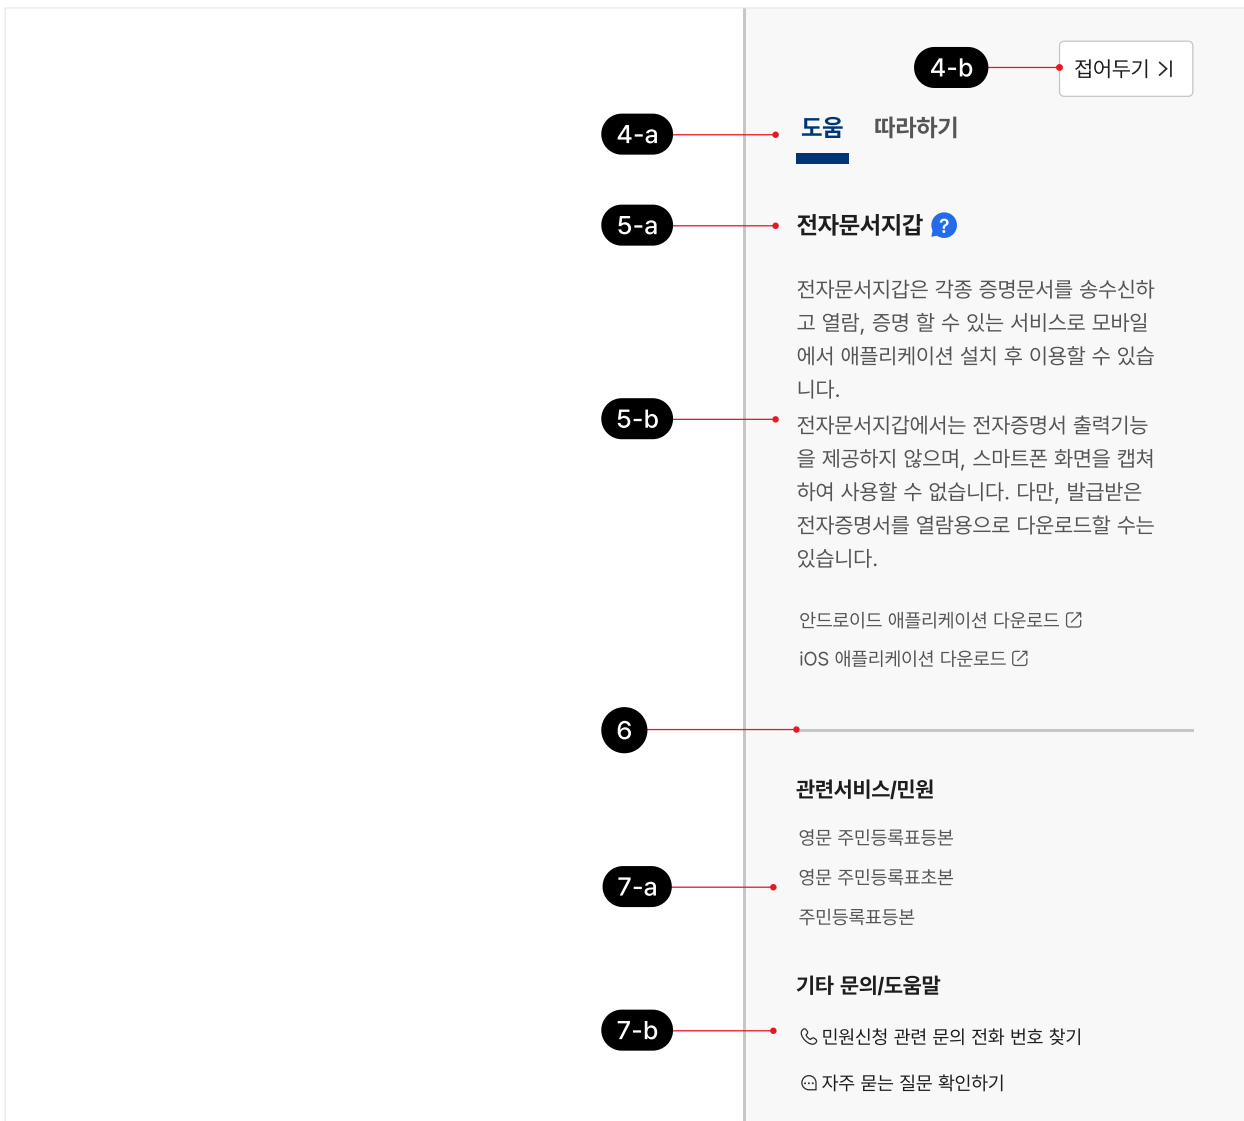 4-b
접어두기
4-a
도움 따라하기
5-a
전자문서지갑 ?
전자문서지갑은 각종 증명문서를 송수신하
고 열람, 증명 할 수 있는 서비스로 모바일
에서 애플리케이션 설치 후 이용할 수 있습
니다.
5-b
전자문서지갑에서는 전자증명서 출력기능
을 제공하지 않으며, 스마트폰 화면을 캡쳐
하여 사용할 수 없습니다. 다만, 발급받은
전자증명서를 열람용으로 다운로드할 수는
있습니다.
안드로이드 애플리케이션 다운로드
iOS 애플리케이션 다운로드
6
관련서비스/민원
영문 주민등록표등본
영문 주민등록표초본
7-a
주민등록표등본
기타 문의/도움말
7-b
민원신청 관련 문의 전화 번호 찾기
자주 묻는 질문 확인하기